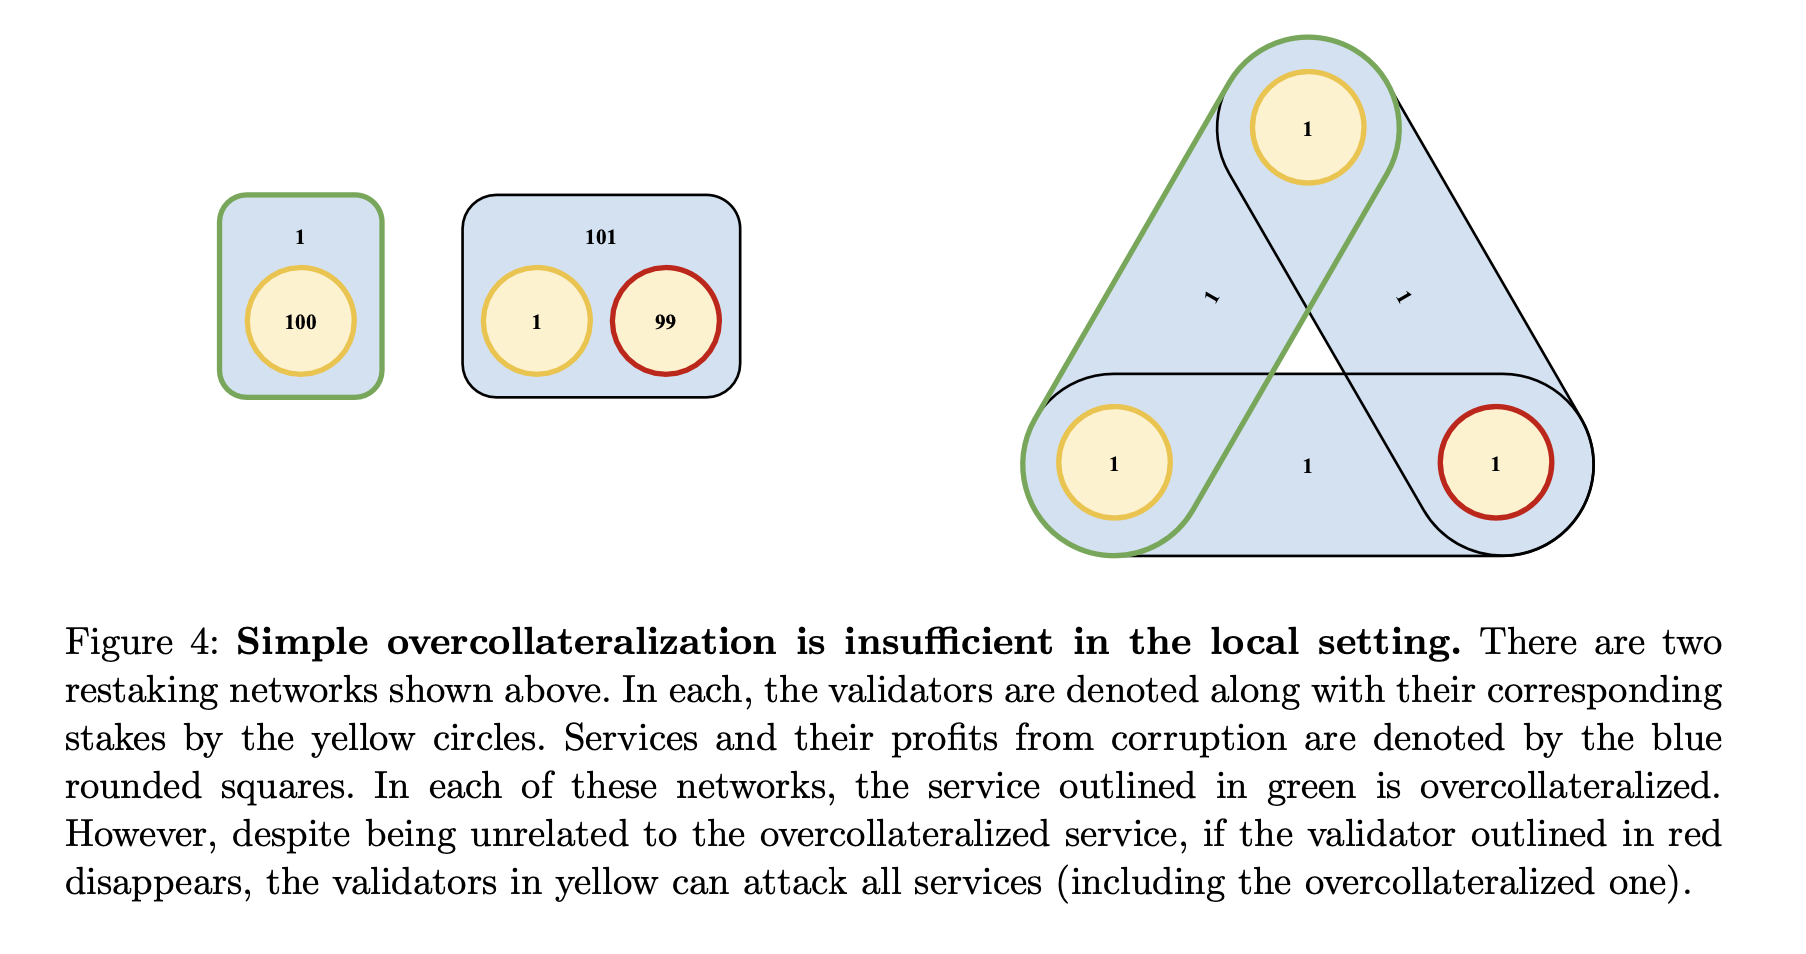 1
1
101
100
1
99
1
1
1
1
1
Figure 4: Simple overcollateralization is insufficient in the local setting. There are two
restaking networks shown above. In each, the validators are denoted along with their corresponding
stakes by the yellow circles. Services and their profits from corruption are denoted by the blue
rounded squares. In each of these networks, the service outlined in green is overcollateralized.
However, despite being unrelated to the overcollateralized service, if the validator outlined in red
disappears, the validators in yellow can attack all services (including the overcollateralized one).